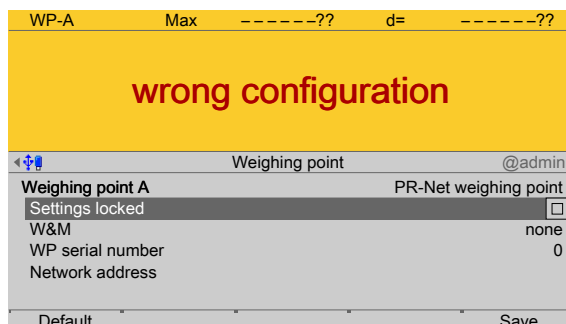 WP-A Max ––––––?? d= ––––––??
wrong configuration
Weighing point @admin
Weighing point A PR-Net weighing point
Settings locked
W&M none
WP serial number 0
Network address
Default Save